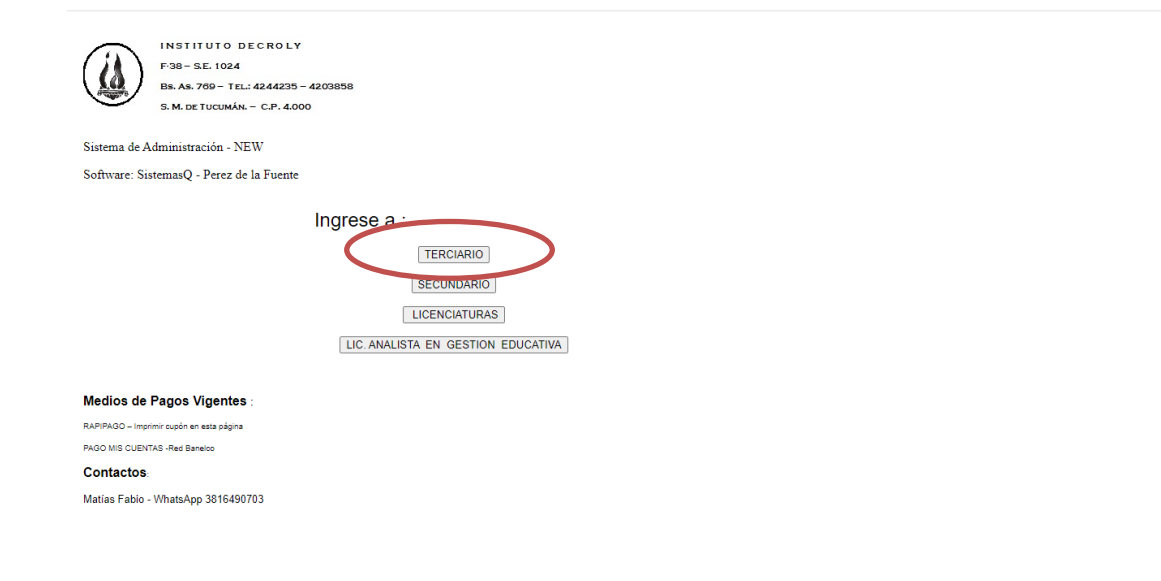 INSTITUTO DECROLY
F-38 – S.E. 1024
Bs. As. 769 – TEL.: 4244235 – 4203858
S. M. DE TUCUMÁN. – C.P. 4.000
Sistema de Administración - NEW
Software: SistemasQ - Perez de la Fuente
Ingrese a :
TERCIARIO
SECUNDARIO
LICENCIATURAS
LIC. ANALISTA EN GESTION EDUCATIVA
Medios de Pagos Vigentes :
RAPIPAGO – Imprimir cupón en esta página
PAGO MIS CUENTAS -Red Banelco
Contactos:
Matías Fabio - WhatsApp 3816490703